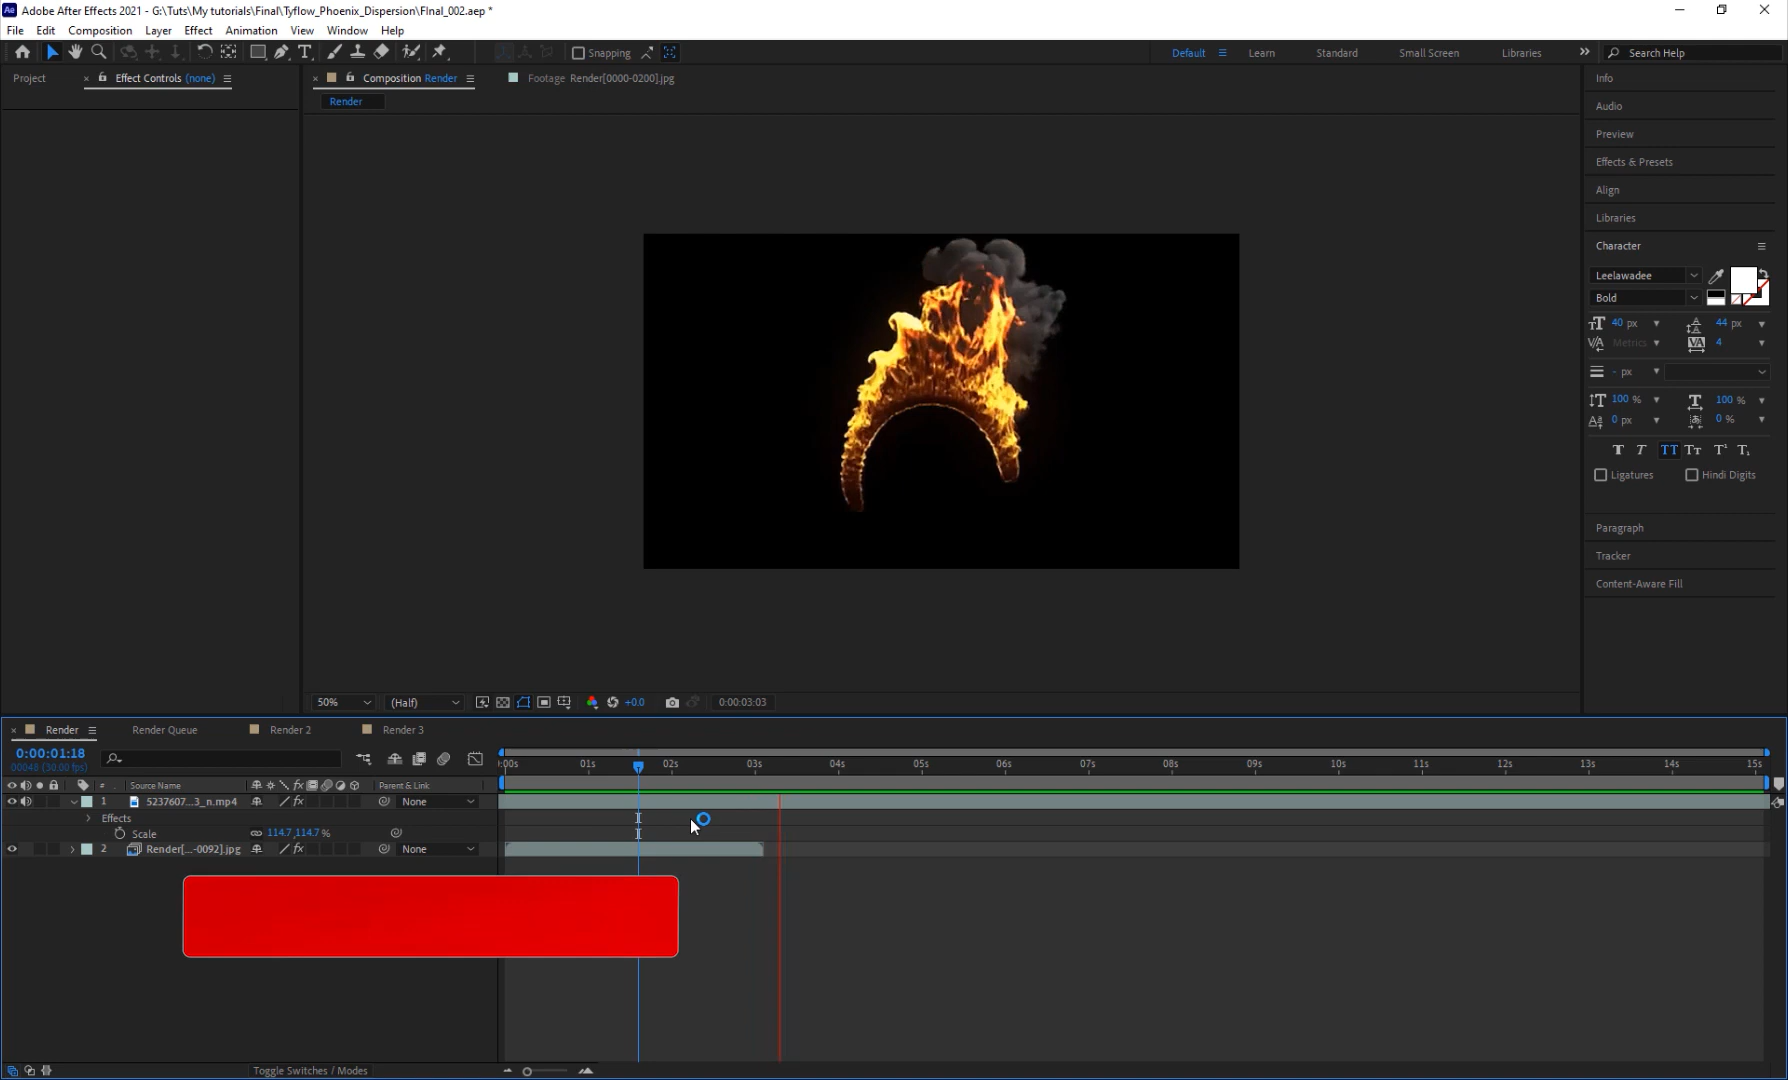 Ae Adobe After Effects 2021 - G:\Tuts\My tutorials\Final\Tyflow_Phoenix_Dispersion\FInal_002.aep *
File Edit Composition Layer Effect Animation View Window Help
Snapping Default Learn Standard Small Screen Libraries Search Help
Project Effect Controls (none) Composition Render Footage Render[0000-0200].jpg
Render
Info
Audio
Preview
Effects & Presets
Align
Libraries
Character
Leelawadee
Bold
40 px 44 px
Metrics 4
- px
100 % 100 %
0 px 0 %
Ligatures Hindi Digits
Paragraph
Tracker
Content-Aware Fill
50% (Half) +0.0 0:00:03:03
Render Render Queue Render 2 Render 3
0:00:01:18
00048 (30.00 fps)
:00s 01s 02s 03s 04s 05s 06s 07s 08s 09s 10s 11s 12s 13s 14s 15s
# Source Name Parent & Link
1 5237607...3_n.mp4 None
Effects
Scale 114.7,114.7 %
2 Render[...-0092].jpg None
Toggle Switches / Modes